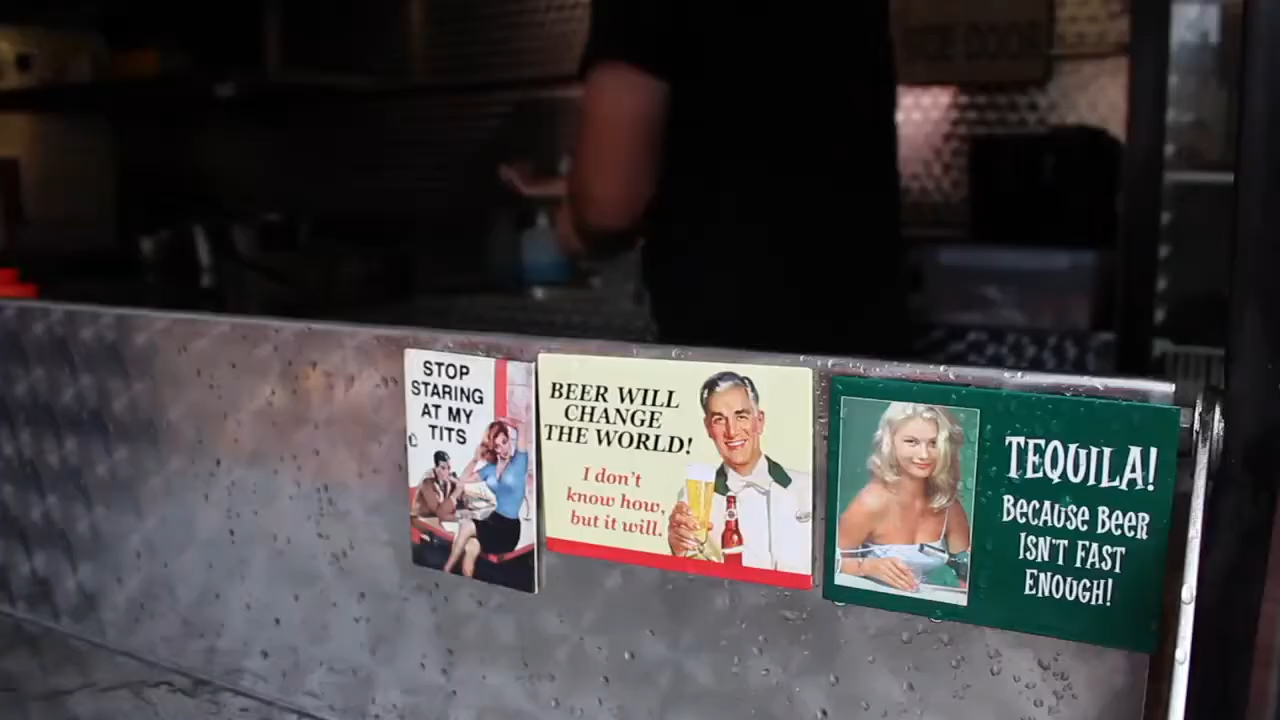 STOP
STARING
AT MY
TITS
BEER WILL
CHANGE
THE WORLD!
I don't
know how,
but it will.
TEQUILA!
BECAUSE BEER
ISN'T FAST
ENOUGH!